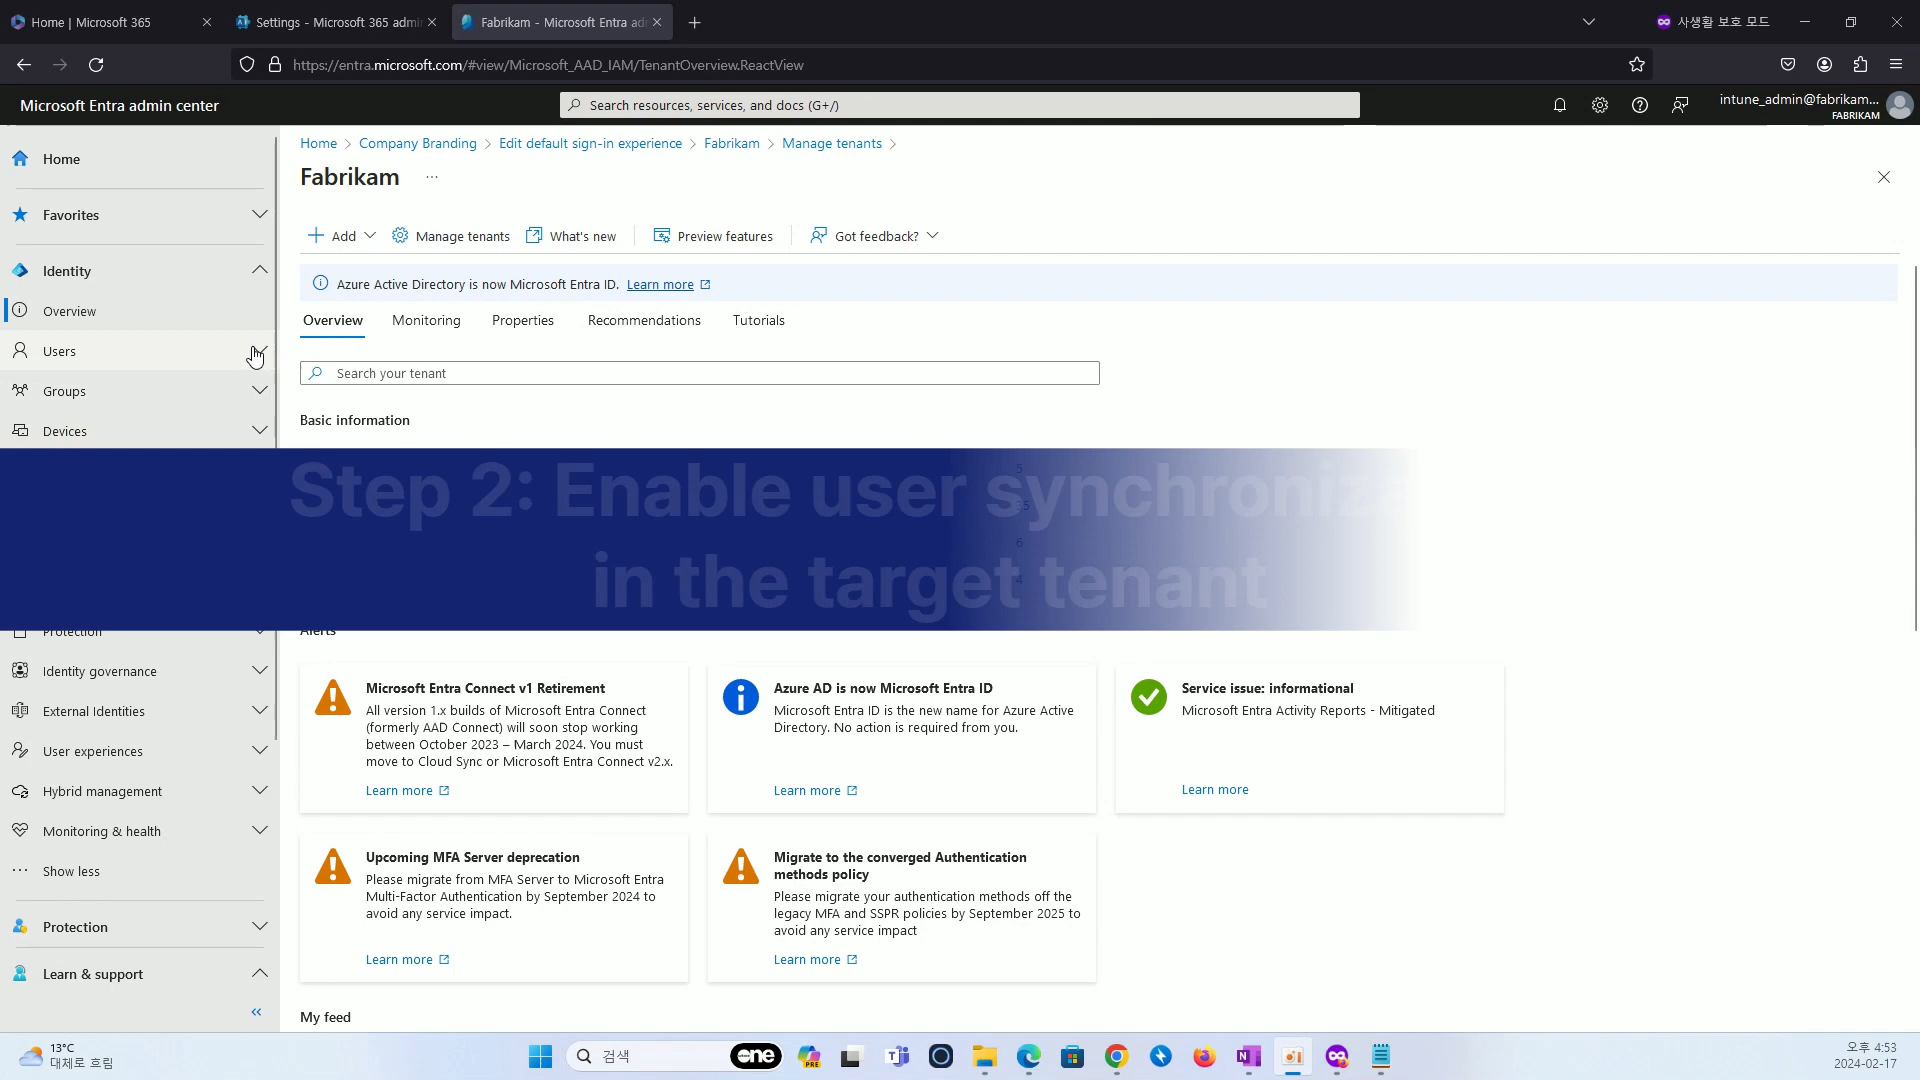 Home | Microsoft 365
Settings - Microsoft 365 admin
Fabrikam - Microsoft Entra ad
사생활 보호 모드
https://entra.microsoft.com/#view/Microsoft_AAD_IAM/TenantOverview.ReactView
Microsoft Entra admin center
Search resources, services, and docs (G+/)
intune_admin@fabrikam...
FABRIKAM
Home
Favorites
Identity
Overview
Users
Groups
Devices
Protection
Identity governance
External Identities
User experiences
Hybrid management
Monitoring & health
Show less
Protection
Learn & support
Home > Company Branding > Edit default sign-in experience > Fabrikam > Manage tenants >
Fabrikam ...
Add
Manage tenants
What's new
Preview features
Got feedback?
Azure Active Directory is now Microsoft Entra ID. Learn more
Overview
Monitoring
Properties
Recommendations
Tutorials
Search your tenant
Basic information
Step 2: Enable user synchroniza
in the target tenant
Alerts
Microsoft Entra Connect v1 Retirement
All version 1.x builds of Microsoft Entra Connect
(formerly AAD Connect) will soon stop working
between October 2023 – March 2024. You must
move to Cloud Sync or Microsoft Entra Connect v2.x.
Learn more
Azure AD is now Microsoft Entra ID
Microsoft Entra ID is the new name for Azure Active
Directory. No action is required from you.
Learn more
Service issue: informational
Microsoft Entra Activity Reports - Mitigated
Learn more
Upcoming MFA Server deprecation
Please migrate from MFA Server to Microsoft Entra
Multi-Factor Authentication by September 2024 to
avoid any service impact.
Learn more
Migrate to the converged Authentication
methods policy
Please migrate your authentication methods off the
legacy MFA and SSPR policies by September 2025 to
avoid any service impact
Learn more
My feed
13°C
대체로 흐림
검색
one
PRE
오후 4:53
2024-02-17